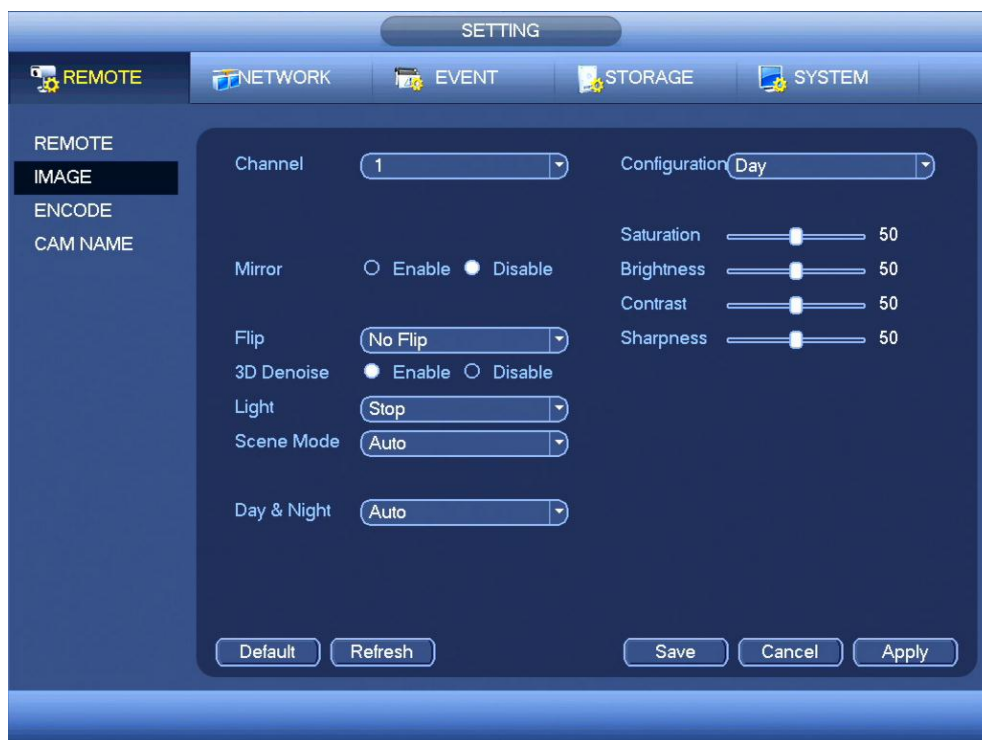 SETTING
REMOTE NETWORK EVENT STORAGE SYSTEM
REMOTE
IMAGE
ENCODE
CAM NAME
Channel 1 Configuration Day
Saturation 50
Mirror Enable Disable Brightness 50
Contrast 50
Flip No Flip Sharpness 50
3D Denoise Enable Disable
Light Stop
Scene Mode Auto
Day & Night Auto
Default Refresh Save Cancel Apply